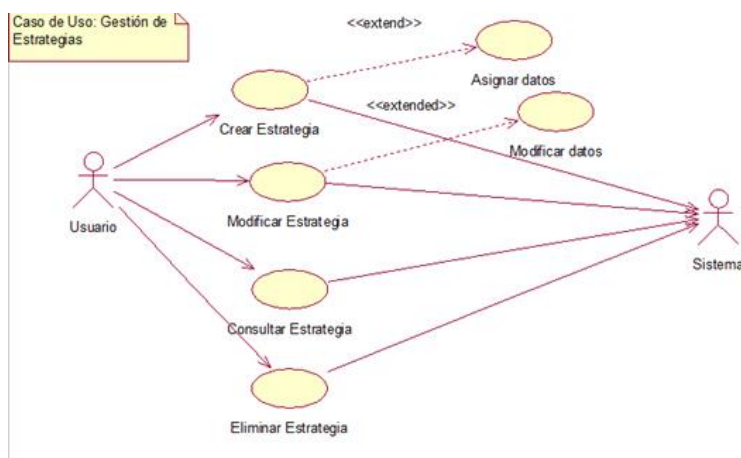 Caso de Uso: Gestión de
Estrategias
<<extend>>
Asignar datos
<<extended>>
Crear Estrategia
Modificar datos
Usuario
Modificar Estrategia
Sistema
Consultar Estrategia
Eliminar Estrategia